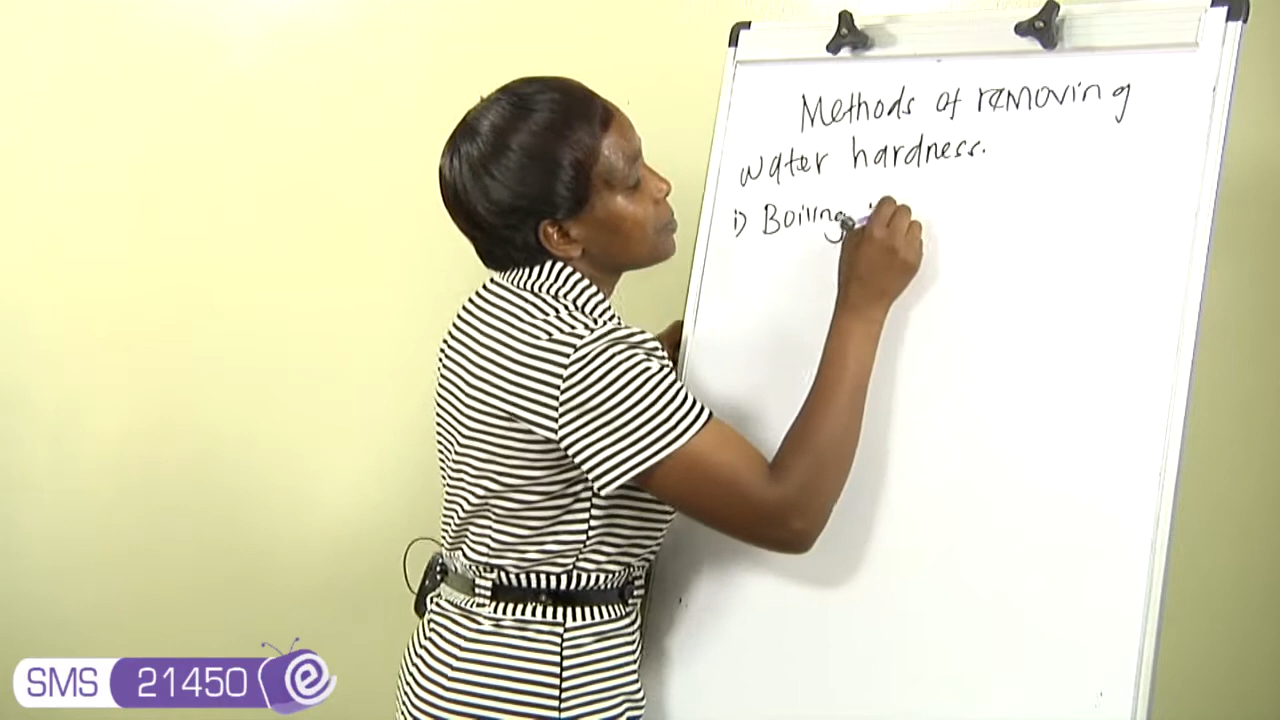 Methods of removing
water hardness.
i) Boiling
SMS 21450 e